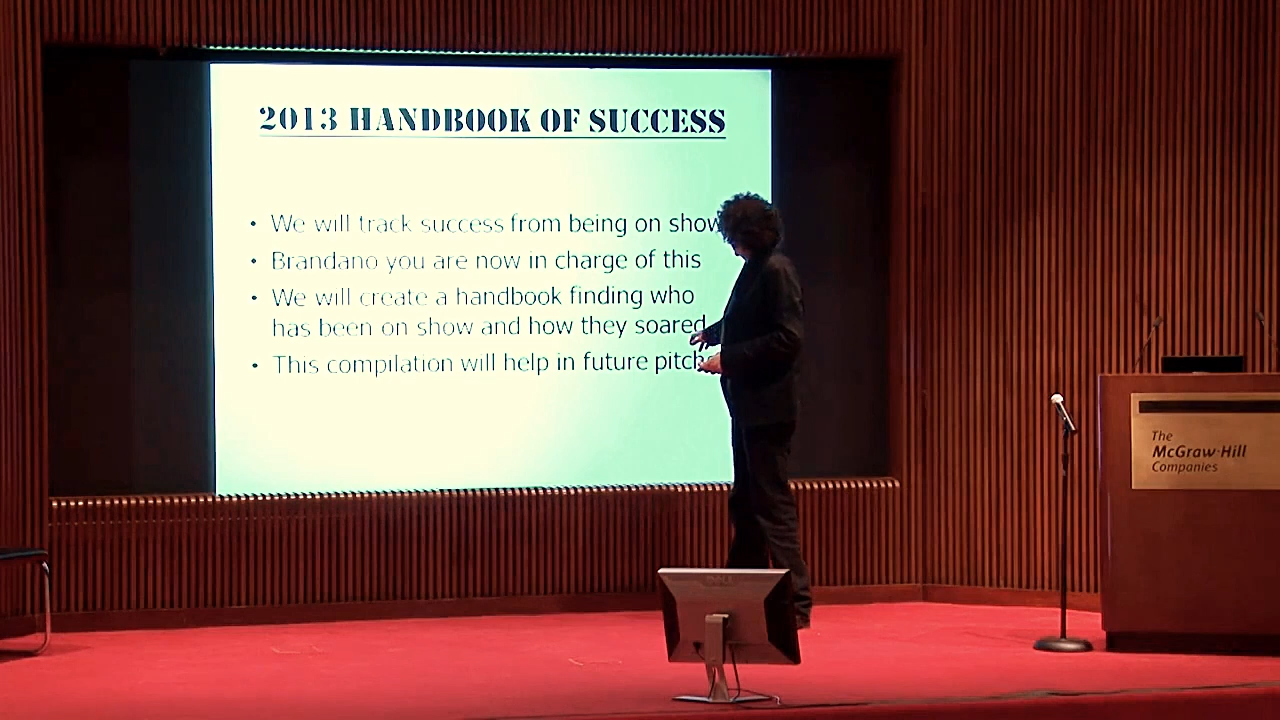 2013 HANDBOOK OF SUCCESS
• We will track success from being on show
• Brandano you are now in charge of this
• We will create a handbook finding who
has been on show and how they soared
• This compilation will help in future
The
McGraw·Hill
Companies
DELL